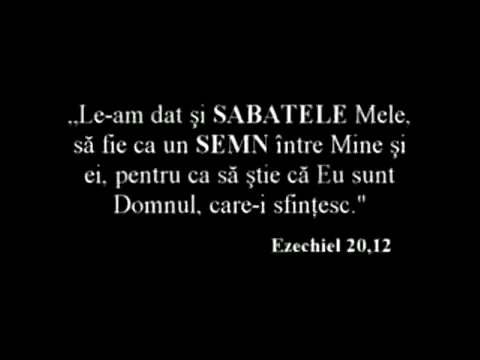 „Le-am dat şi SABATELE Mele,
să fie ca un SEMN între Mine şi
ei, pentru ca să ştie că Eu sunt
Domnul, care-i sfinţesc."
Ezechiel 20,12